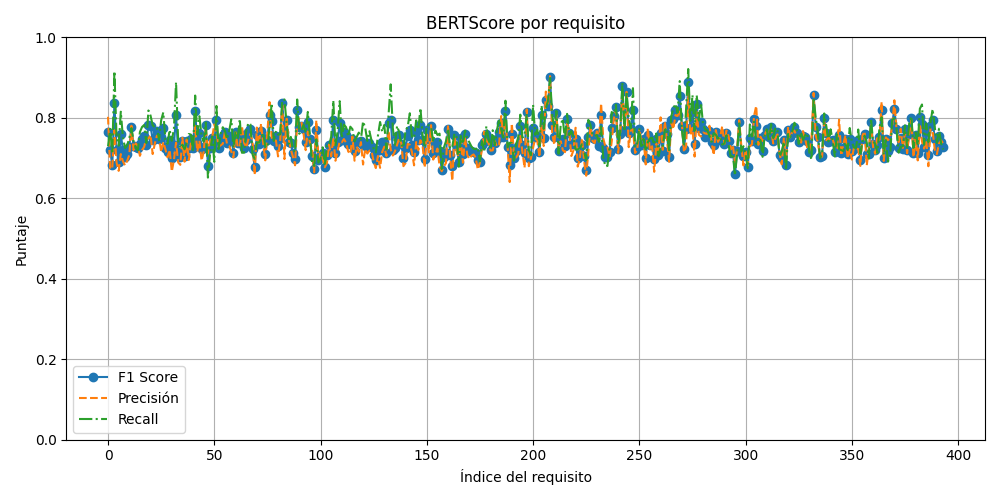 BERTScore por requisito
Puntaje
1.0
0.8
0.6
0.4
0.2
0.0
F1 Score
Precisión
Recall
0 50 100 150 200 250 300 350 400
Índice del requisito